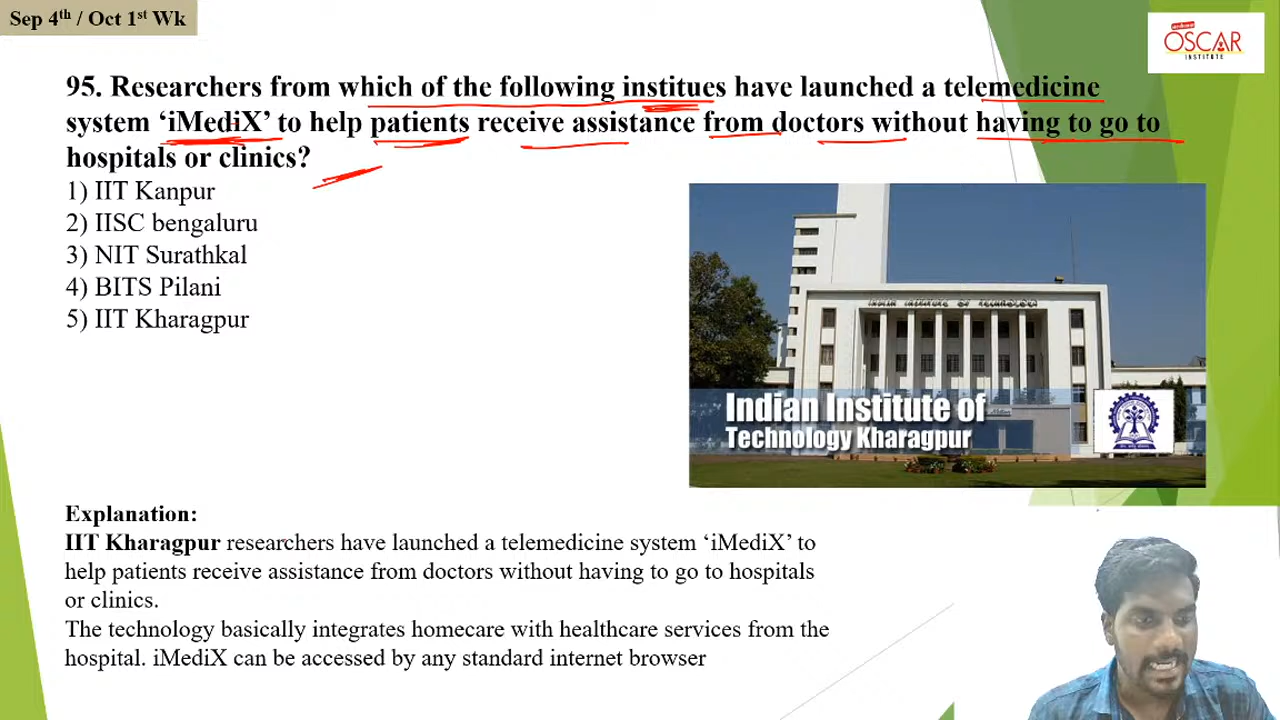 Sep 4th / Oct 1st Wk
OSCAR
INSTITUTE
95. Researchers from which of the following institues have launched a telemedicine
system ‘iMediX’ to help patients receive assistance from doctors without having to go to
hospitals or clinics?
1) IIT Kanpur
2) IISC bengaluru
3) NIT Surathkal
4) BITS Pilani
5) IIT Kharagpur
INDIAN INSTITUTE OF TECHNOLOGY
Indian Institute of
Technology Kharagpur
Explanation:
IIT Kharagpur researchers have launched a telemedicine system ‘iMediX’ to
help patients receive assistance from doctors without having to go to hospitals
or clinics.
The technology basically integrates homecare with healthcare services from the
hospital. iMediX can be accessed by any standard internet browser